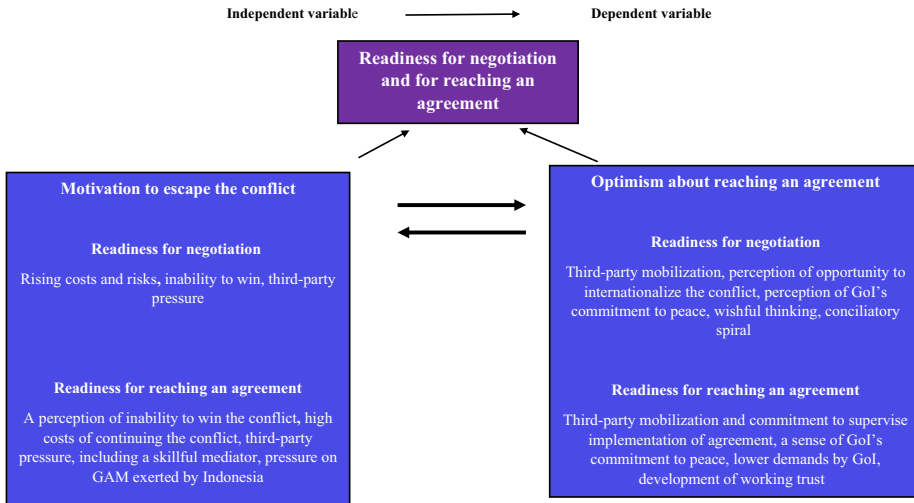 Independent variable
Dependent variable
Readiness for negotiation
and for reaching an
agreement
Motivation to escape the conflict
Readiness for negotiation
Rising costs and risks, inability to win, third-party
pressure
Readiness for reaching an agreement
A perception of inability to win the conflict, high
costs of continuing the conflict, third-party
pressure, including a skillful mediator, pressure on
GAM exerted by Indonesia
Optimism about reaching an agreement
Readiness for negotiation
Third-party mobilization, perception of opportunity to
internationalize the conflict, perception of GoI's
commitment to peace, wishful thinking, conciliatory
spiral
Readiness for reaching an agreement
Third-party mobilization and commitment to supervise
implementation of agreement, a sense of GoI's
commitment to peace, lower demands by GoI,
development of working trust